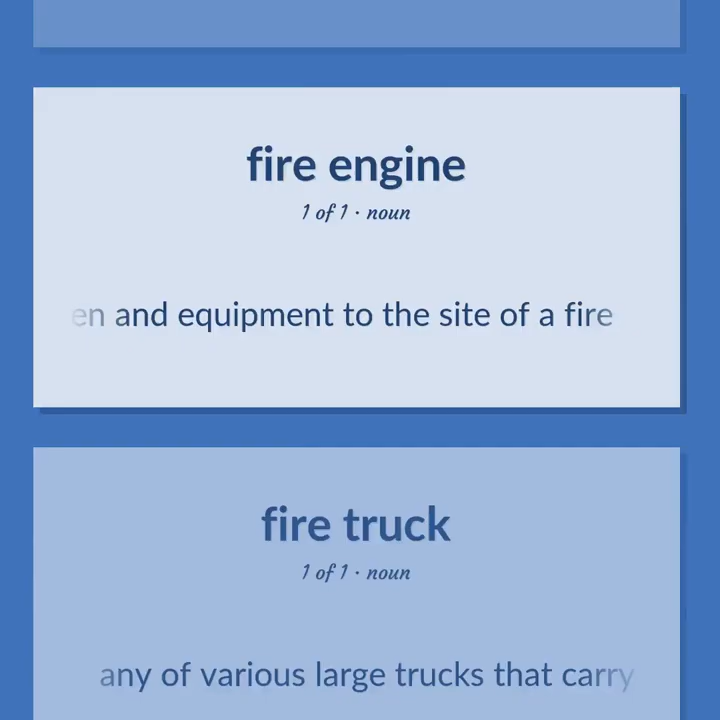 fire engine
1 of 1 · noun
en and equipment to the site of a fire
fire truck
1 of 1 · noun
any of various large trucks that carry